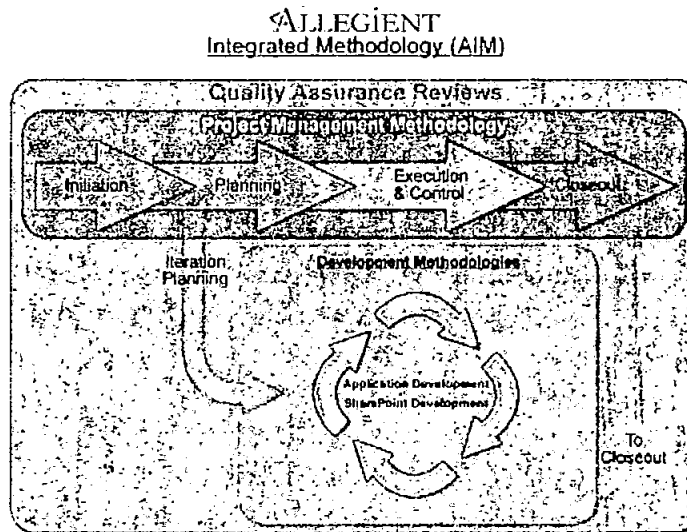 ALLEGIENT
Integrated Methodology (AIM)
Quality Assurance Reviews
Project Management Methodology
Initiation
Planning
Execution
& Control
Closeout
Iteration
Planning
Development Methodologies
Application Development
SharePoint Development
To
Closeout